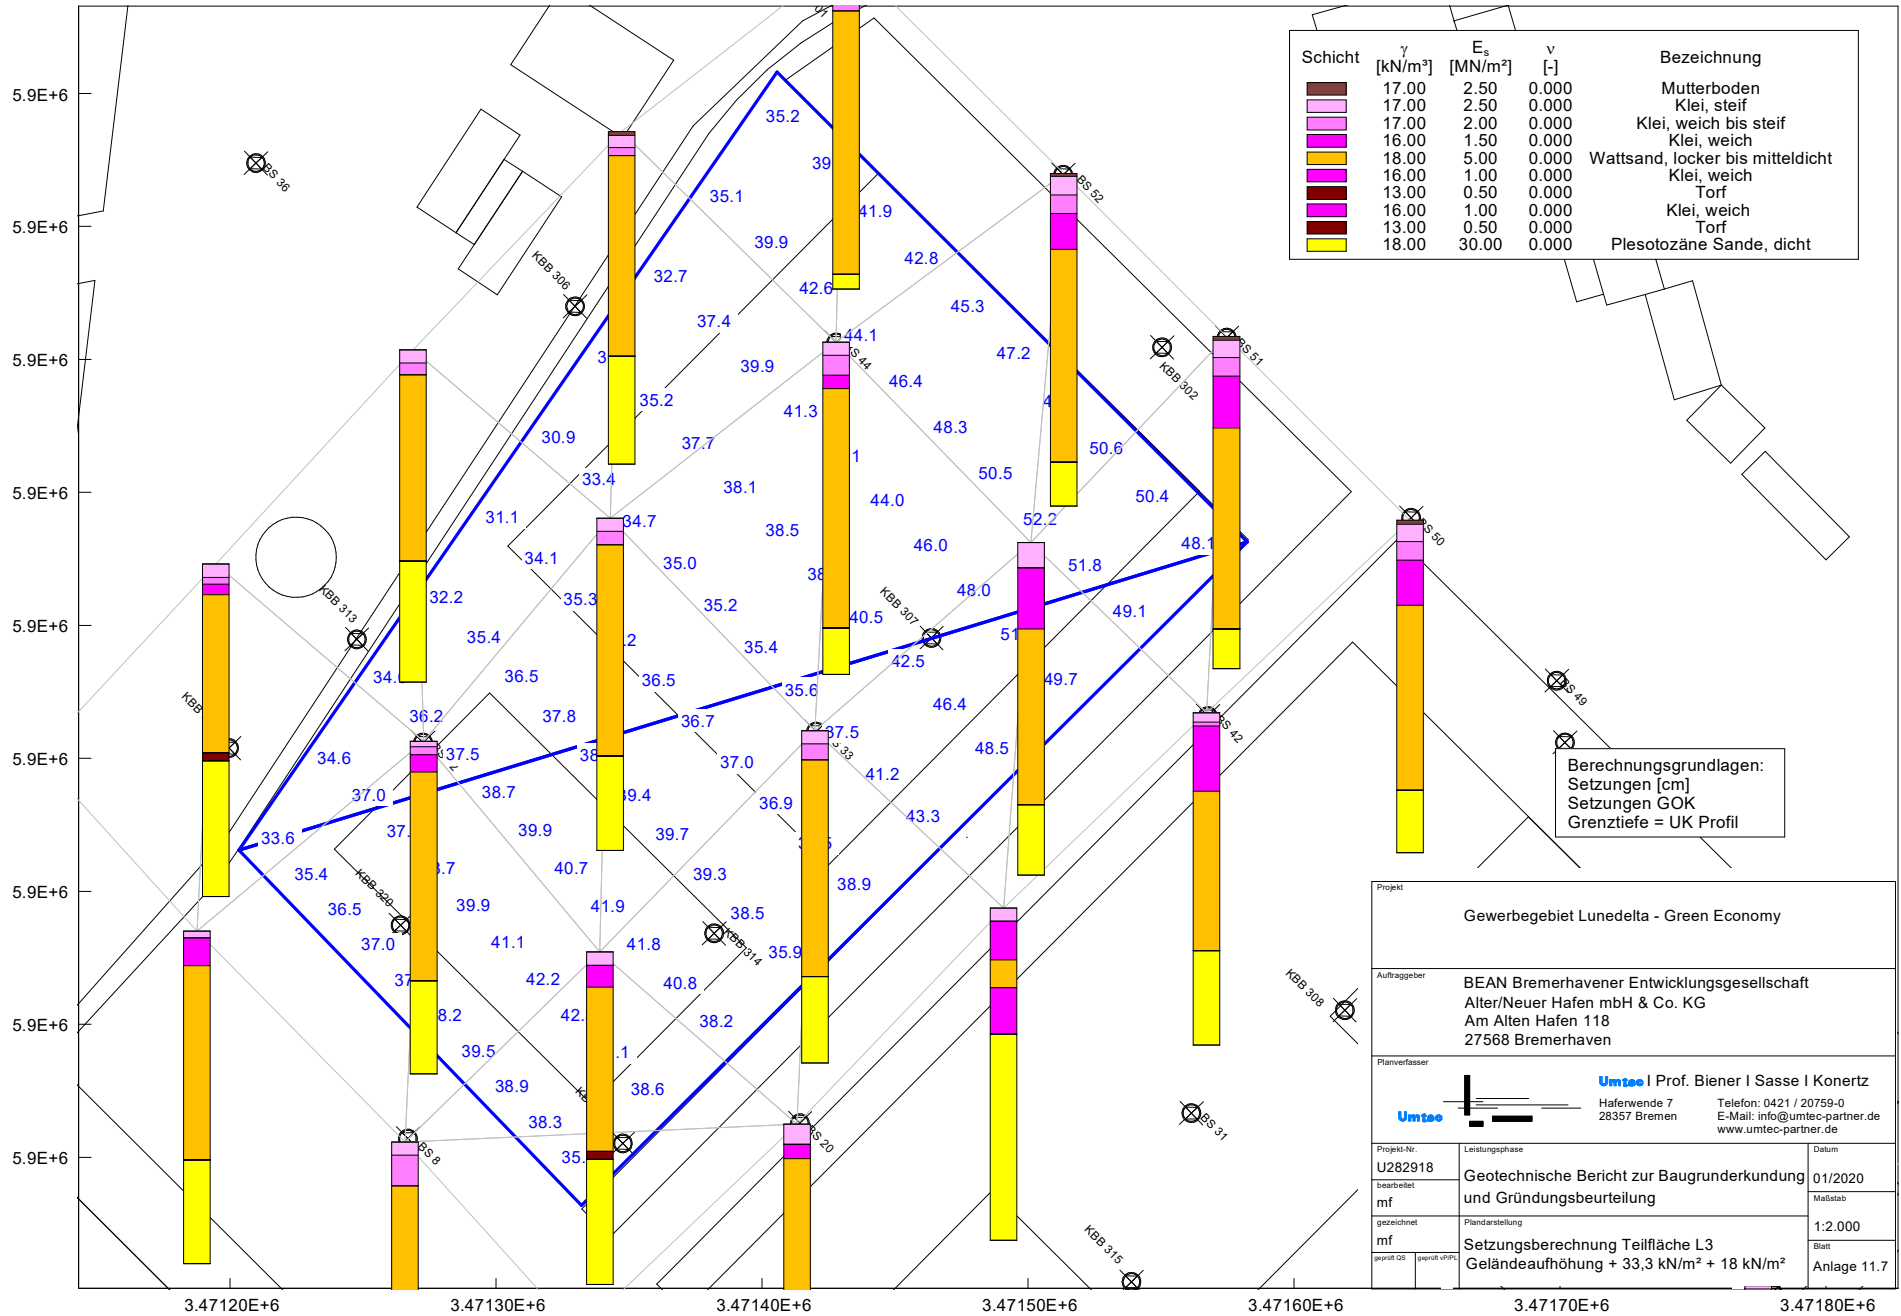 Schicht γ [kN/m³] Es [MN/m²] ν [-] Bezeichnung
17.00 2.50 0.000 Mutterboden
17.00 2.50 0.000 Klei, steif
17.00 2.00 0.000 Klei, weich bis steif
16.00 1.50 0.000 Klei, weich
18.00 5.00 0.000 Wattsand, locker bis mitteldicht
16.00 1.00 0.000 Klei, weich
13.00 0.50 0.000 Torf
16.00 1.00 0.000 Klei, weich
13.00 0.50 0.000 Torf
18.00 30.00 0.000 Plesotozäne Sande, dicht
5.9E+6
5.9E+6
5.9E+6
5.9E+6
5.9E+6
5.9E+6
5.9E+6
5.9E+6
5.9E+6
35.2
BS 36
39
35.1
BS 52
41.9
39.9
42.8
KBB 306
32.7
42.6
45.3
37.4
44.1
BS 51
47.2
39.9
46.4
KBB 302
35.2
41.3
48.3
30.9
37.7
50.6
33.4
50.5
38.1
50.4
44.0
31.1
34.7
38.5
52.2
BS 50
46.0
48.1
34.1
35.0
51.8
48.0
KBB 313
32.2
35.3
35.2
KBB 307
49.1
40.5
35.4
35.4
42.5
36.5
36.5
49.7
BS 49
35.6
46.4
KBB
36.2
37.8
36.7
37.5
BS 42
48.5
34.6
37.5
37.0
41.2
37.0
38.7
36.9
43.3
33.6
39.9
39.7
35.4
40.7
39.3
38.9
KBB 320
36.5
39.9
41.9
38.5
37.0
41.1
41.8
KBB 314
35.9
42.2
40.8
KBB 308
38.2
39.5
38.9
38.6
38.3
BS 8
BS 20
BS 31
KBB 315
Berechnungsgrundlagen:
Setzungen [cm]
Setzungen GOK
Grenztiefe = UK Profil
Projekt
Gewerbegebiet Lunedelta - Green Economy
Auftraggeber
BEAN Bremerhavener Entwicklungsgesellschaft
Alter/Neuer Hafen mbH & Co. KG
Am Alten Hafen 118
27568 Bremerhaven
Planverfasser
Umtec
Umtec I Prof. Biener I Sasse I Konertz
Haferwende 7 Telefon: 0421 / 20759-0
28357 Bremen E-Mail: info@umtec-partner.de
www.umtec-partner.de
Projekt-Nr. Leistungsphase Datum
U282918 Geotechnische Bericht zur Baugrunderkundung 01/2020
bearbeitet und Gründungsbeurteilung Maßstab
mf 1:2.000
gezeichnet Plandarstellung Blatt
mf Setzungsberechnung Teilfläche L3
geprüft QS geprüft vP/PL Geländeaufhöhung + 33,3 kN/m² + 18 kN/m² Anlage 11.7
3.47120E+6 3.47130E+6 3.47140E+6 3.47150E+6 3.47160E+6 3.47170E+6 3.47180E+6